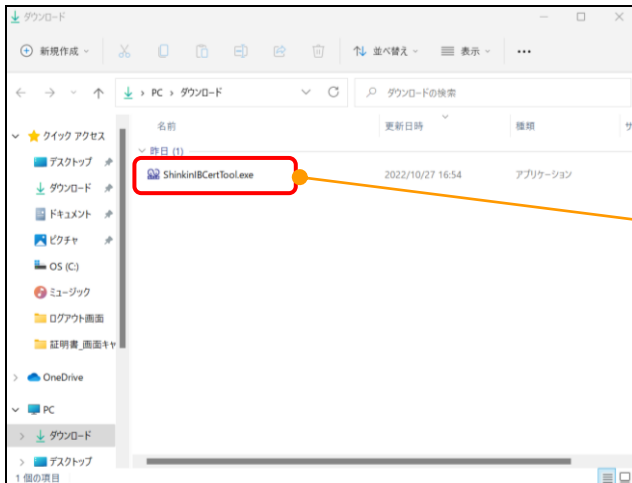 ダウンロード
新規作成
並べ替え
表示
PC > ダウンロード
ダウンロードの検索
名前 更新日時 種類 サ
昨日 (1)
ShinkinIBCertTool.exe 2022/10/27 16:54 アプリケーション
クイック アクセス
デスクトップ
ダウンロード
ドキュメント
ピクチャ
OS (C:)
ミュージック
ログアウト画面
証明書_画面キャ
OneDrive
PC
ダウンロード
デスクトップ
1 個の項目